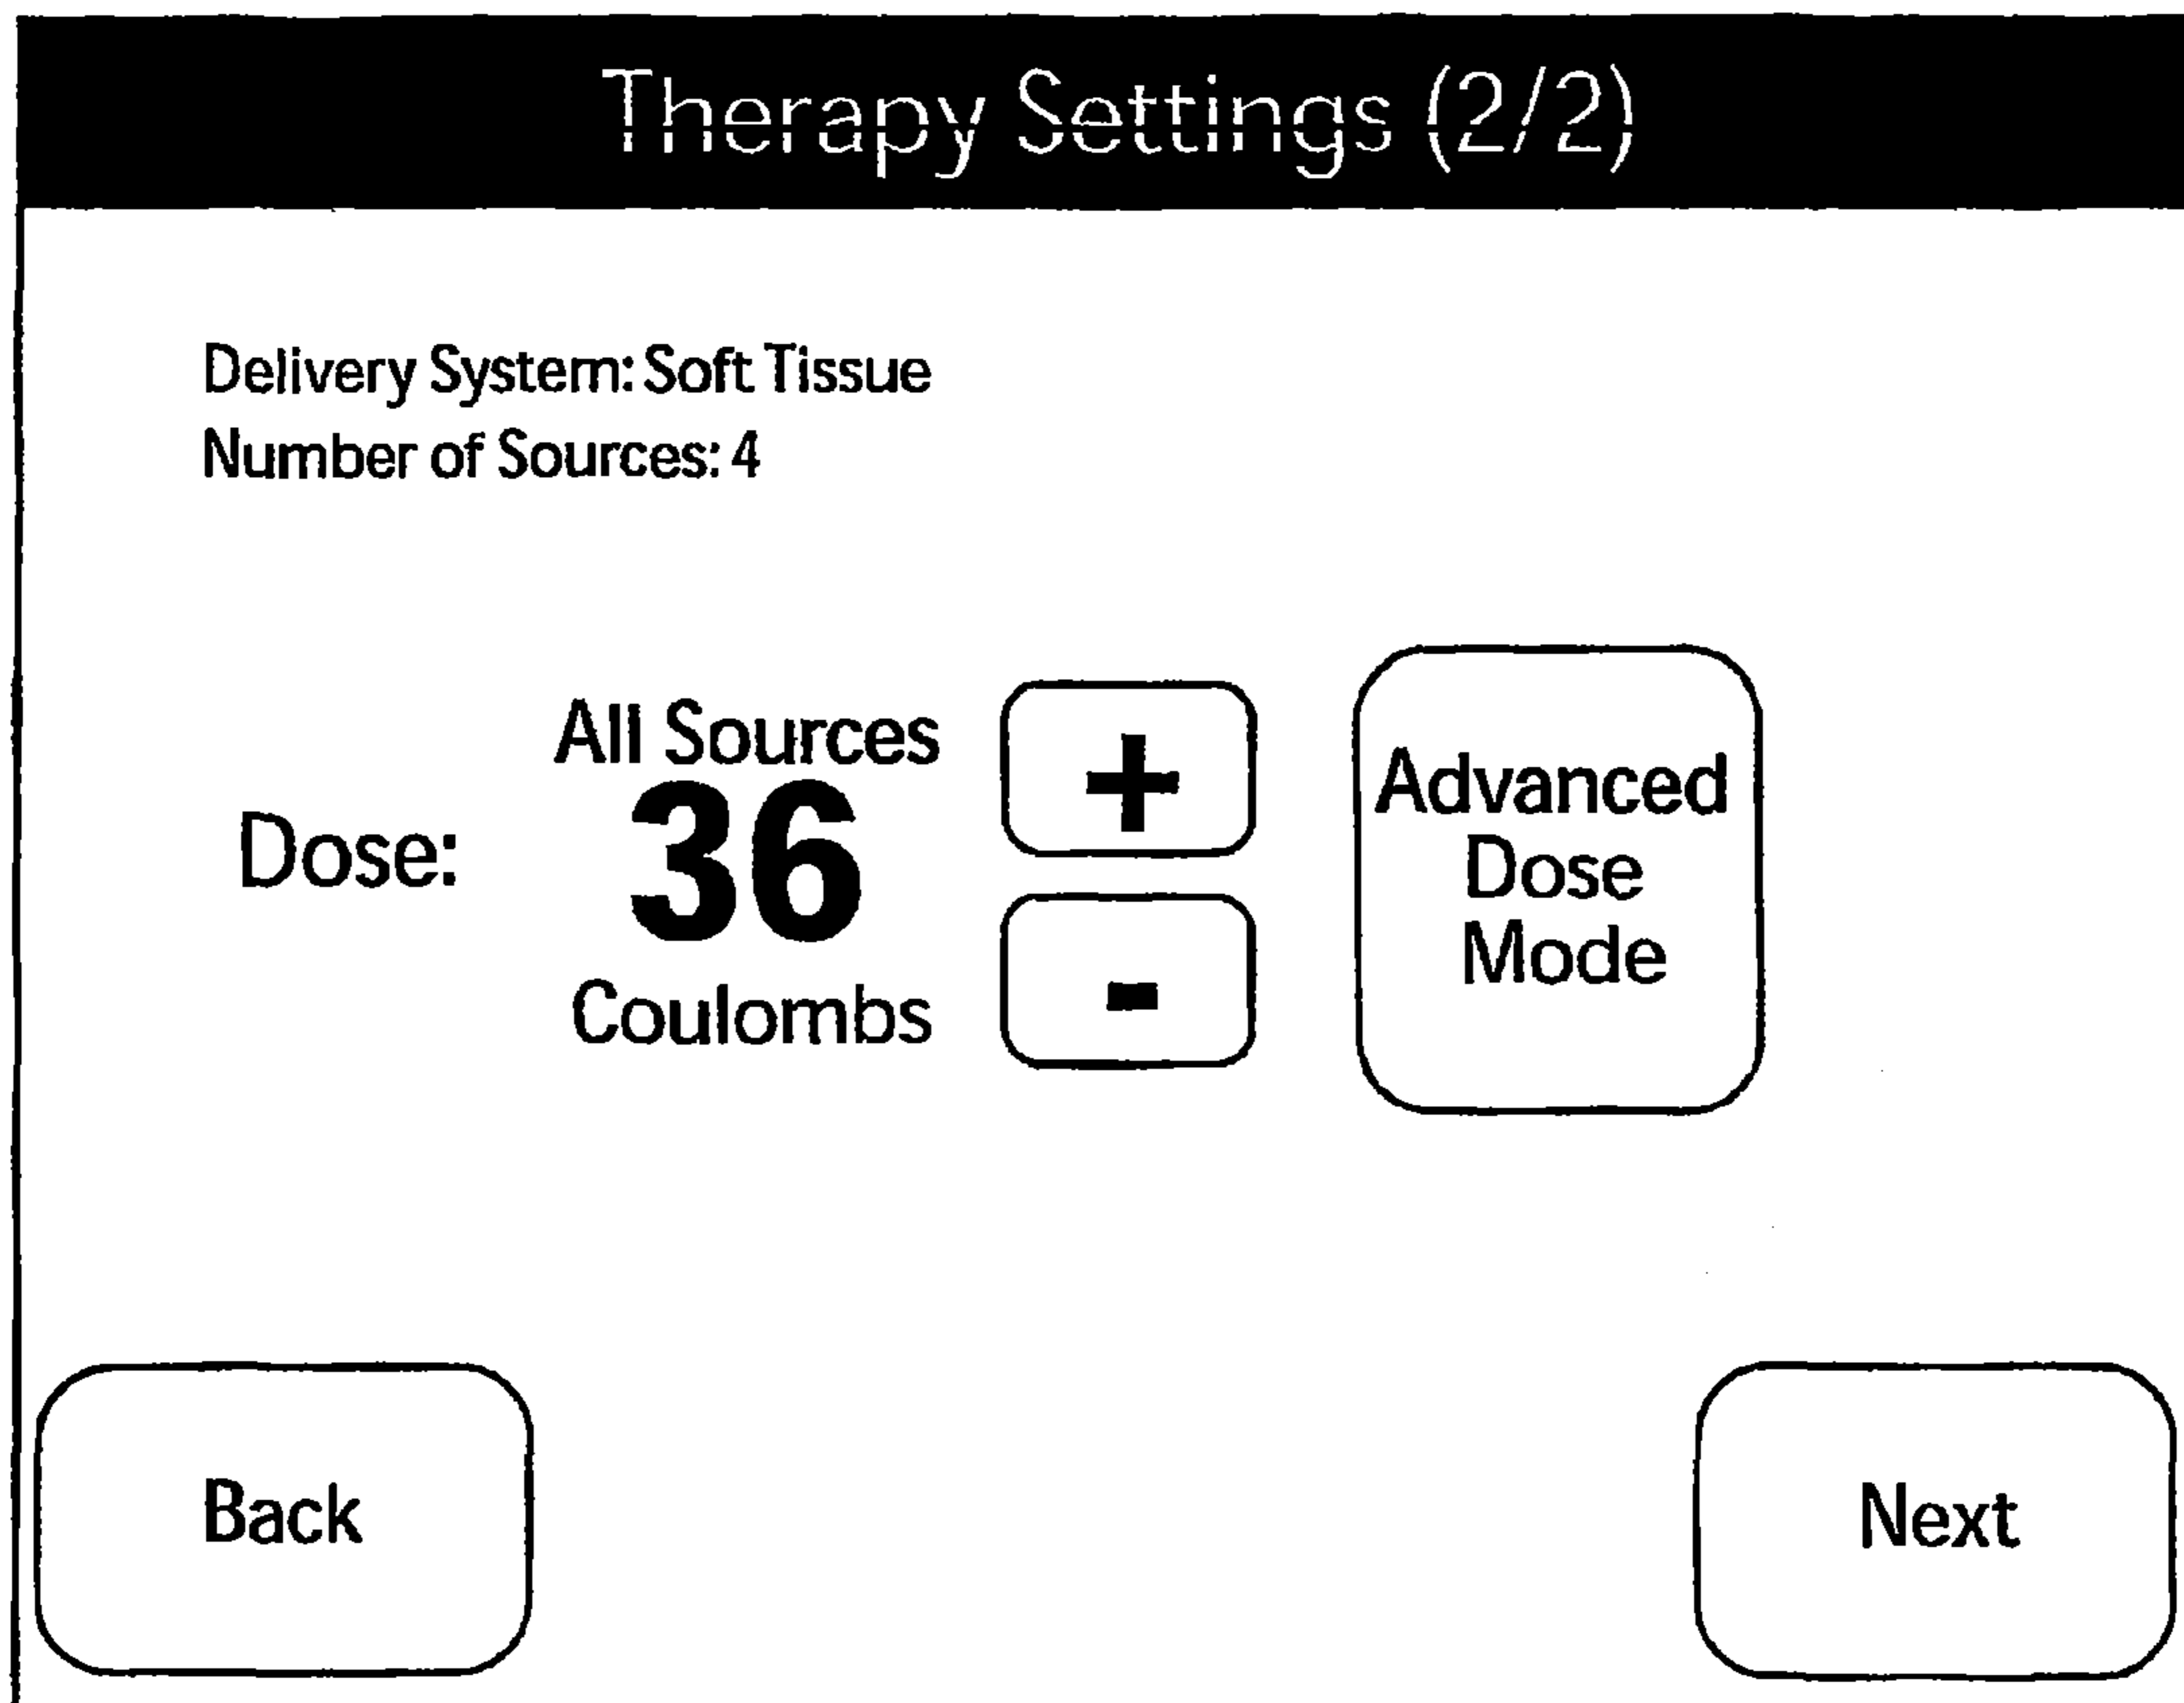 Therapy Settings (2/2)
Delivery System: Soft Tissue
Number of Sources: 4
All Sources
Dose: 36
Coulombs
+
-
Advanced
Dose
Mode
Back
Next